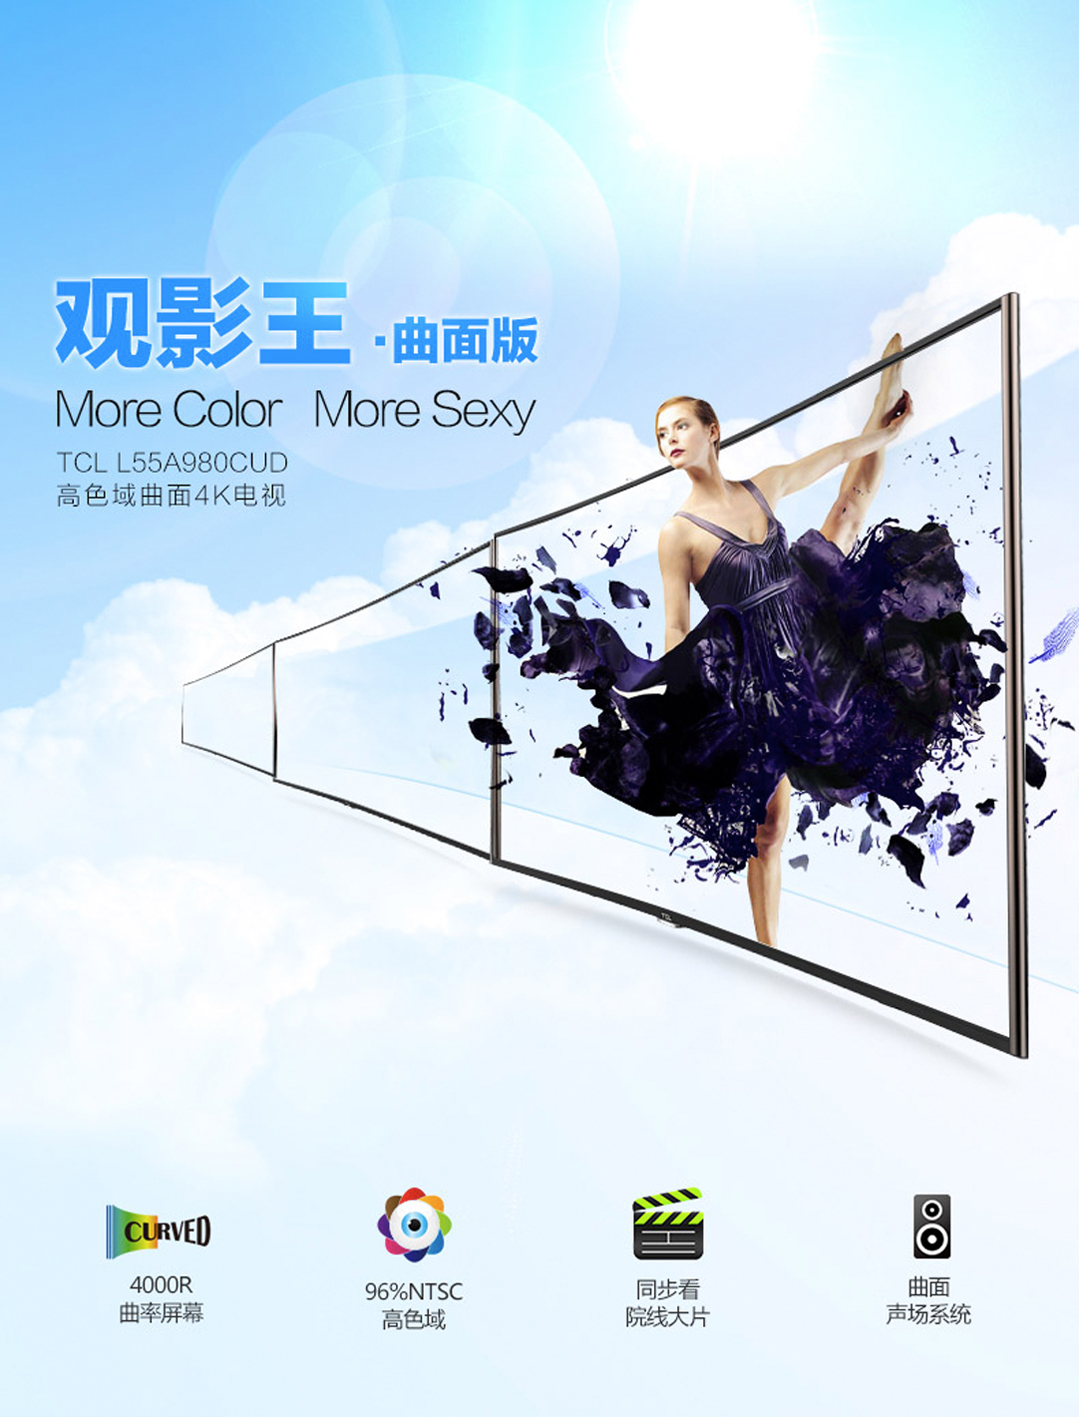 观影王·曲面版
More Color More Sexy
TCL L55A980CUD
高色域曲面4K电视
TCL
CURVED
4000R
曲率屏幕
96%NTSC
高色域
同步看
院线大片
曲面
声场系统